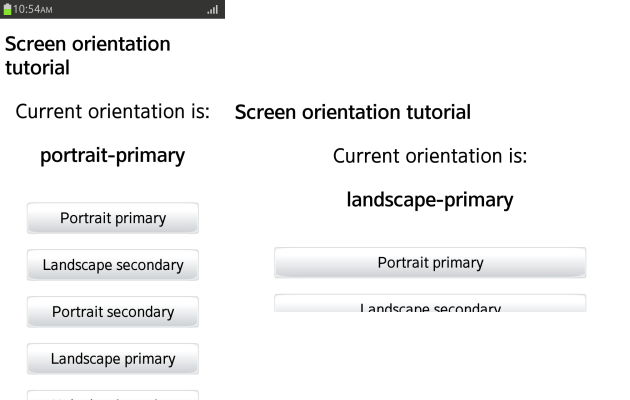 10:54AM
Screen orientation
tutorial
Current orientation is:
portrait-primary
Portrait primary
Landscape secondary
Portrait secondary
Landscape primary
Screen orientation tutorial
Current orientation is:
landscape-primary
Portrait primary
Landscape secondary